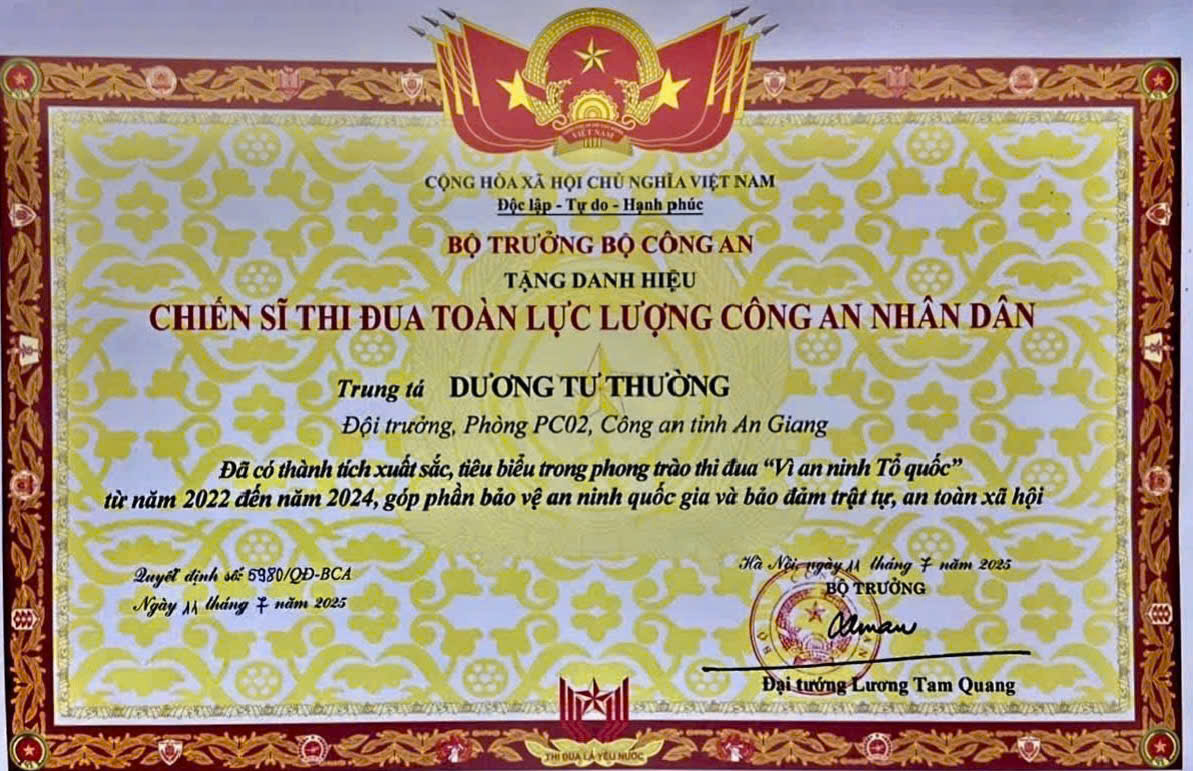 VIỆT NAM
CỘNG HÒA XÃ HỘI CHỦ NGHĨA VIỆT NAM
Độc lập - Tự do - Hạnh phúc
BỘ TRƯỞNG BỘ CÔNG AN
TẶNG DANH HIỆU
CHIẾN SĨ THI ĐUA TOÀN LỰC LƯỢNG CÔNG AN NHÂN DÂN
Trung tá DƯƠNG TƯ THƯỜNG
Đội trưởng, Phòng PC02, Công an tỉnh An Giang
Đã có thành tích xuất sắc, tiêu biểu trong phong trào thi đua “Vì an ninh Tổ quốc”
từ năm 2022 đến năm 2024, góp phần bảo vệ an ninh quốc gia và bảo đảm trật tự, an toàn xã hội
Quyết định số: 5980/QĐ-BCA
Ngày 11 tháng 7 năm 2025
Hà Nội, ngày 11 tháng 7 năm 2025
BỘ TRƯỞNG
Đại tướng Lương Tam Quang
THI ĐUA LÀ YÊU NƯỚC